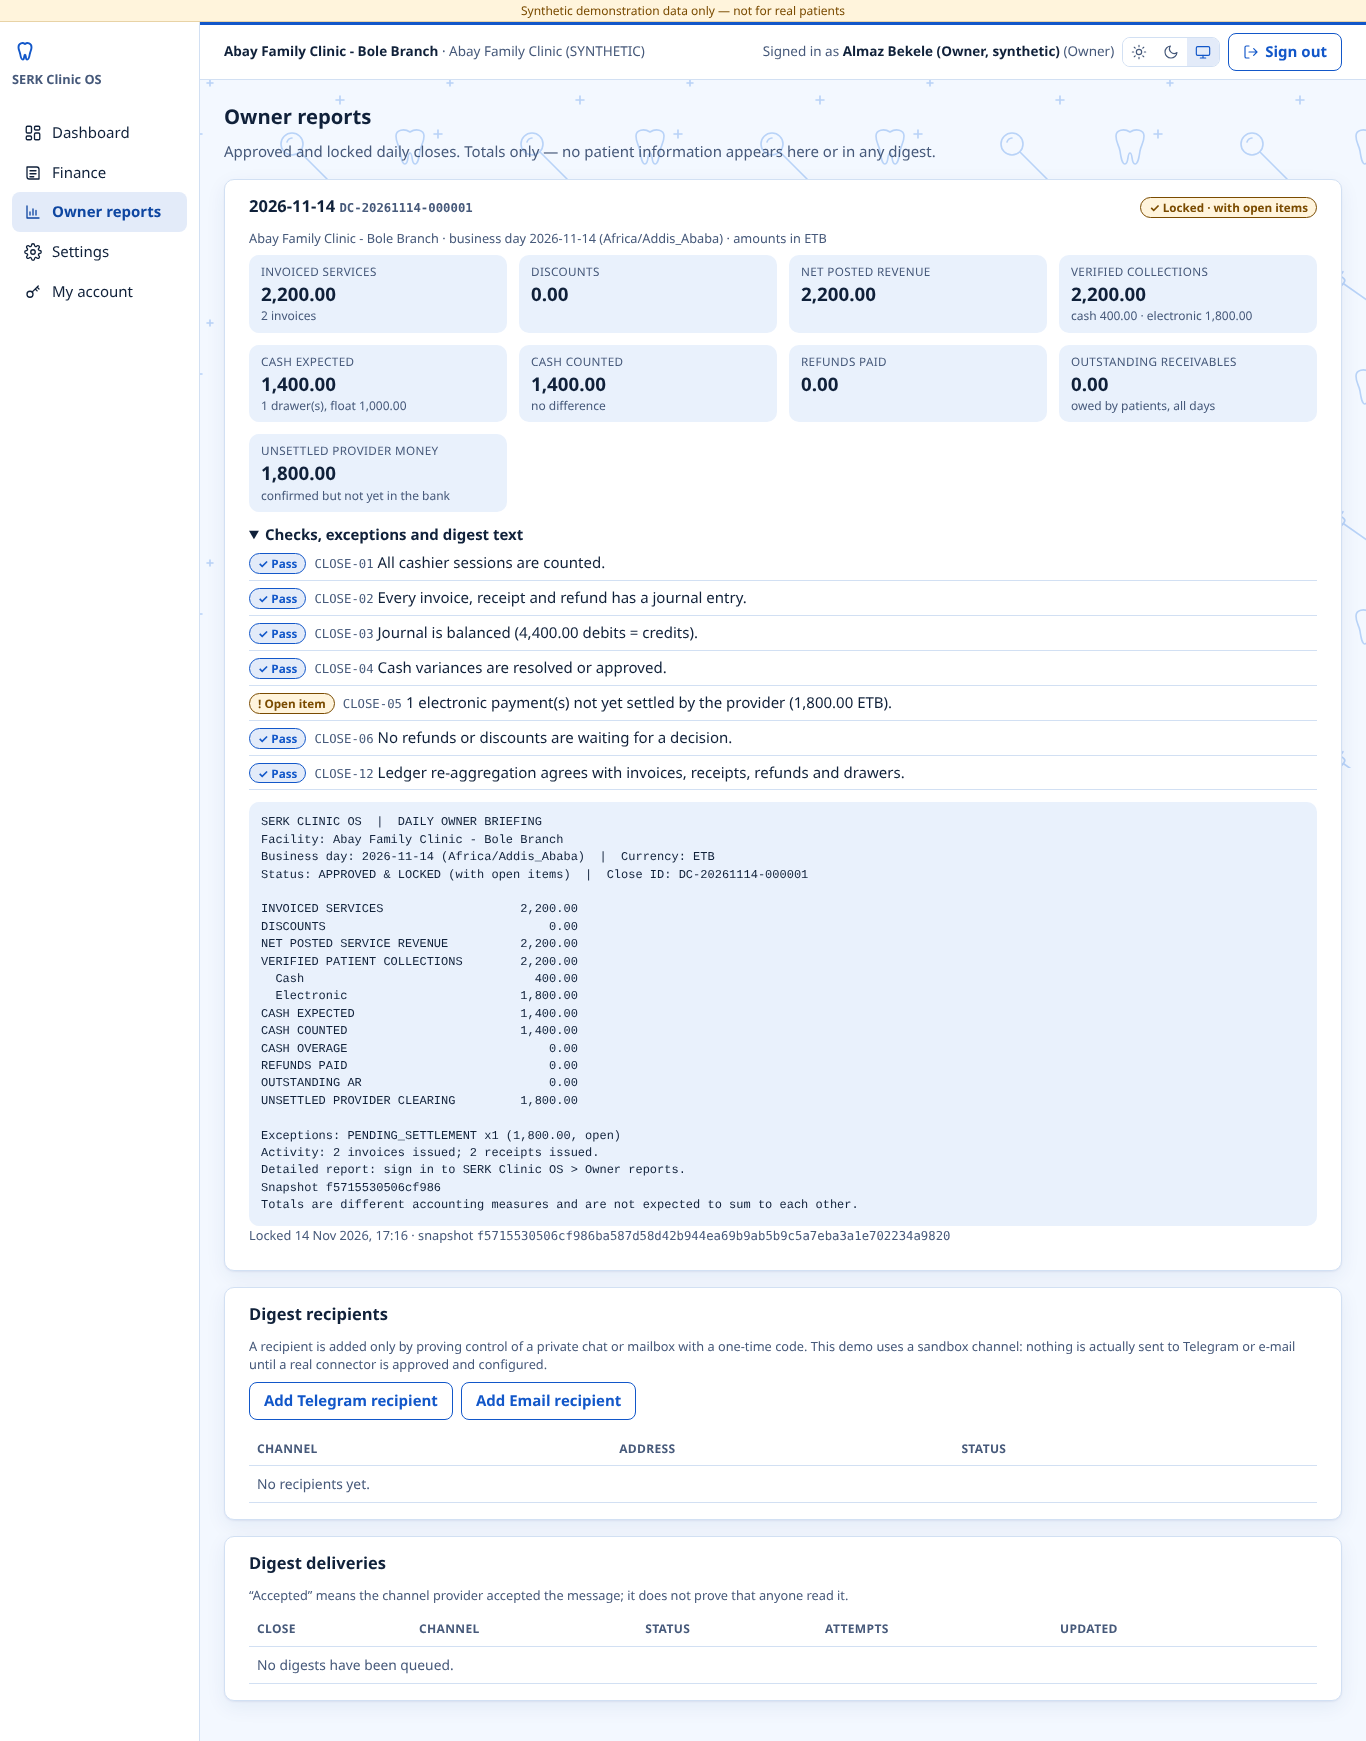 Synthetic demonstration data only — not for real patients
SERK Clinic OS
Dashboard
Finance
Owner reports
Settings
My account
Abay Family Clinic - Bole Branch · Abay Family Clinic (SYNTHETIC)
Signed in as Almaz Bekele (Owner, synthetic) (Owner)
Sign out
Owner reports
Approved and locked daily closes. Totals only — no patient information appears here or in any digest.
2026-11-14 DC-20261114-000001
✓ Locked · with open items
Abay Family Clinic - Bole Branch · business day 2026-11-14 (Africa/Addis_Ababa) · amounts in ETB
INVOICED SERVICES
2,200.00
2 invoices
DISCOUNTS
0.00
NET POSTED REVENUE
2,200.00
VERIFIED COLLECTIONS
2,200.00
cash 400.00 · electronic 1,800.00
CASH EXPECTED
1,400.00
1 drawer(s), float 1,000.00
CASH COUNTED
1,400.00
no difference
REFUNDS PAID
0.00
OUTSTANDING RECEIVABLES
0.00
owed by patients, all days
UNSETTLED PROVIDER MONEY
1,800.00
confirmed but not yet in the bank
▼ Checks, exceptions and digest text
✓ Pass CLOSE-01 All cashier sessions are counted.
✓ Pass CLOSE-02 Every invoice, receipt and refund has a journal entry.
✓ Pass CLOSE-03 Journal is balanced (4,400.00 debits = credits).
✓ Pass CLOSE-04 Cash variances are resolved or approved.
! Open item CLOSE-05 1 electronic payment(s) not yet settled by the provider (1,800.00 ETB).
✓ Pass CLOSE-06 No refunds or discounts are waiting for a decision.
✓ Pass CLOSE-12 Ledger re-aggregation agrees with invoices, receipts, refunds and drawers.
SERK CLINIC OS | DAILY OWNER BRIEFING
Facility: Abay Family Clinic - Bole Branch
Business day: 2026-11-14 (Africa/Addis_Ababa) | Currency: ETB
Status: APPROVED & LOCKED (with open items) | Close ID: DC-20261114-000001
INVOICED SERVICES 2,200.00
DISCOUNTS 0.00
NET POSTED SERVICE REVENUE 2,200.00
VERIFIED PATIENT COLLECTIONS 2,200.00
Cash 400.00
Electronic 1,800.00
CASH EXPECTED 1,400.00
CASH COUNTED 1,400.00
CASH OVERAGE 0.00
REFUNDS PAID 0.00
OUTSTANDING AR 0.00
UNSETTLED PROVIDER CLEARING 1,800.00
Exceptions: PENDING_SETTLEMENT x1 (1,800.00, open)
Activity: 2 invoices issued; 2 receipts issued.
Detailed report: sign in to SERK Clinic OS > Owner reports.
Snapshot f5715530506cf986
Totals are different accounting measures and are not expected to sum to each other.
Locked 14 Nov 2026, 17:16 · snapshot f5715530506cf986ba587d58d42b944ea69b9ab5b9c5a7eba3a1e702234a9820
Digest recipients
A recipient is added only by proving control of a private chat or mailbox with a one-time code. This demo uses a sandbox channel: nothing is actually sent to Telegram or e-mail
until a real connector is approved and configured.
Add Telegram recipient
Add Email recipient
CHANNEL ADDRESS STATUS
No recipients yet.
Digest deliveries
“Accepted” means the channel provider accepted the message; it does not prove that anyone read it.
CLOSE CHANNEL STATUS ATTEMPTS UPDATED
No digests have been queued.